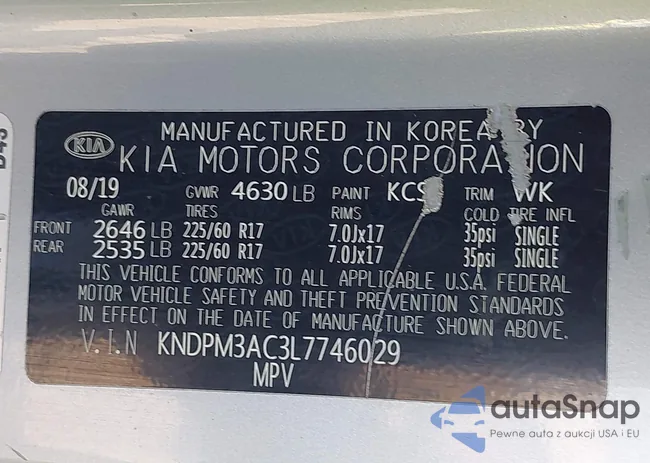 MANUFACTURED IN KOREA BY
KIA KIA MOTORS CORPORATION
08/19 GVWR 4630 LB PAINT KCS TRIM WK
GAWR TIRES RIMS COLD TIRE INFL
FRONT 2646 LB 225/60 R17 7.0Jx17 35psi SINGLE
REAR 2535 LB 225/60 R17 7.0Jx17 35psi SINGLE
THIS VEHICLE CONFORMS TO ALL APPLICABLE U.S.A. FEDERAL
MOTOR VEHICLE SAFETY AND THEFT PREVENTION STANDARDS
IN EFFECT ON THE DATE OF MANUFACTURE SHOWN ABOVE.
V.I.N KNDPM3AC3L7746029
MPV
autaSnap
Pewne auta z aukcji USA i EU